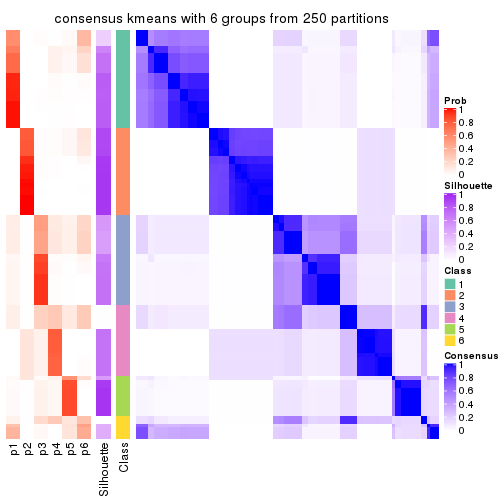 consensus kmeans with 6 groups from 250 partitions
Prob
1
0.8
0.6
0.4
0.2
0
Silhouette
1
0.8
0.6
0.4
0.2
0
Class
1
2
3
4
5
6
Consensus
1
0.8
0.6
0.4
0.2
0
p1
p2
p3
p4
p5
p6
Silhouette
Class